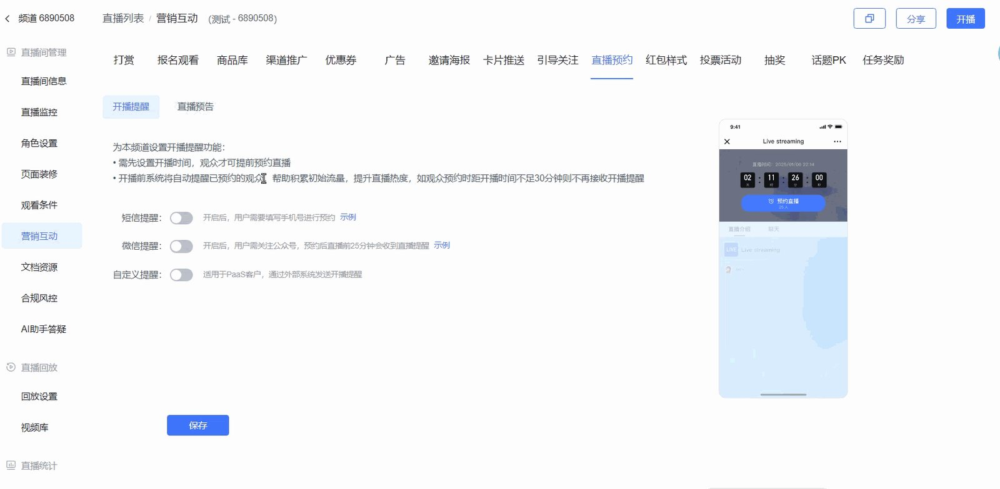 频道 6890508
直播列表 / 营销互动 (测试 - 6890508)
分享
开播
直播间管理
直播间信息
直播监控
角色设置
页面装修
观看条件
营销互动
文档资源
合规风控
AI助手答疑
直播回放
回放设置
视频库
直播统计
打赏 报名观看 商品库 渠道推广 优惠券 广告 邀请海报 卡片推送 引导关注 直播预约 红包样式 投票活动 抽奖 话题PK 任务奖励
开播提醒 直播预告
为本频道设置开播提醒功能：
• 需先设置开播时间，观众才可提前预约直播
• 开播前系统将自动提醒已预约的观众，帮助积累初始流量，提升直播热度，如观众预约时距开播时间不足30分钟则不再接收开播提醒
短信提醒： 开启后，用户需要填写手机号进行预约 示例
微信提醒： 开启后，用户需关注公众号，预约后直播前25分钟会收到直播提醒 示例
自定义提醒： 适用于PaaS客户，通过外部系统发送开播提醒
保存
9:41
Live streaming
直播时间：2025/01/06 22:14
02 : 11 : 26 : 00
天 时 分 秒
预约直播
25 人
直播介绍 聊天
LIVE Live streaming